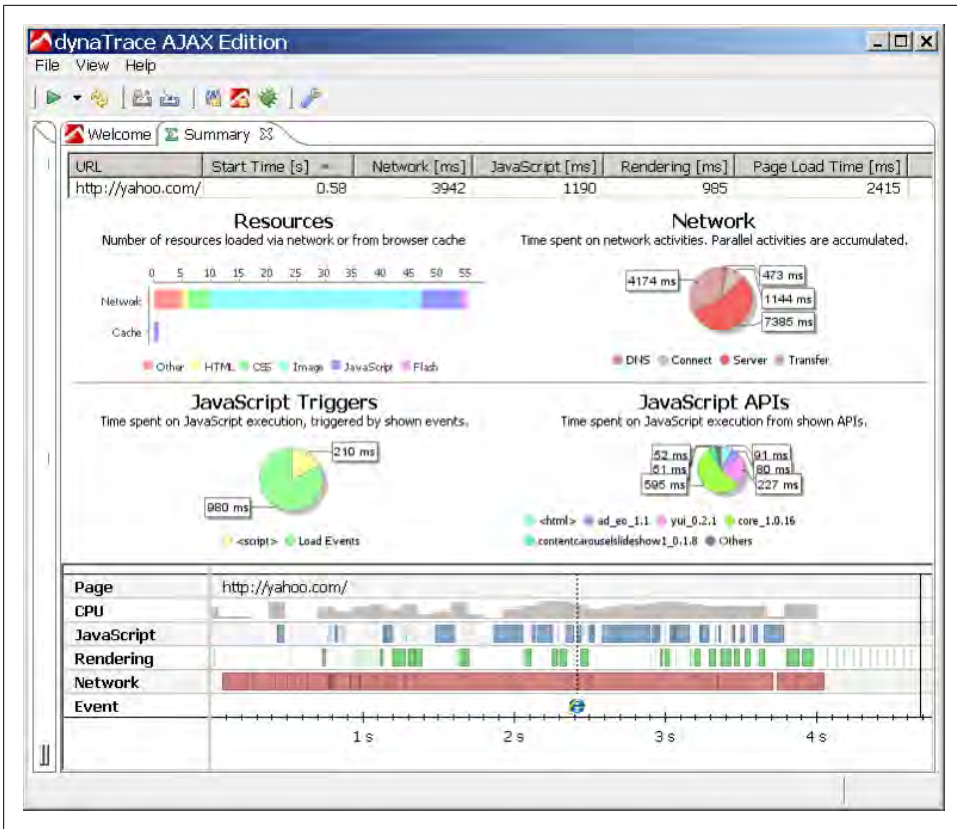 dynaTrace AJAX Edition
File View Help
Welcome Summary
URL Start Time [s] Network [ms] JavaScript [ms] Rendering [ms] Page Load Time [ms]
http://yahoo.com/ 0.58 3942 1190 985 2415
Resources
Number of resources loaded via network or from browser cache
0 5 10 15 20 25 30 35 40 45 50 55
Network
Cache
Other HTML CSS Image JavaScript Flash
Network
Time spent on network activities. Parallel activities are accumulated.
4174 ms
473 ms
1144 ms
7385 ms
DNS Connect Server Transfer
JavaScript Triggers
Time spent on JavaScript execution, triggered by shown events.
210 ms
980 ms
<script> Load Events
JavaScript APIs
Time spent on JavaScript execution from shown APIs.
52 ms 91 ms
51 ms 80 ms
595 ms 227 ms
<html> ad_eo_1.1 yui_0.2.1 core_1.0.16
contentcarouselslideshow1_0.1.8 Others
Page http://yahoo.com/
CPU
JavaScript
Rendering
Network
Event
1 s 2 s 3 s 4 s